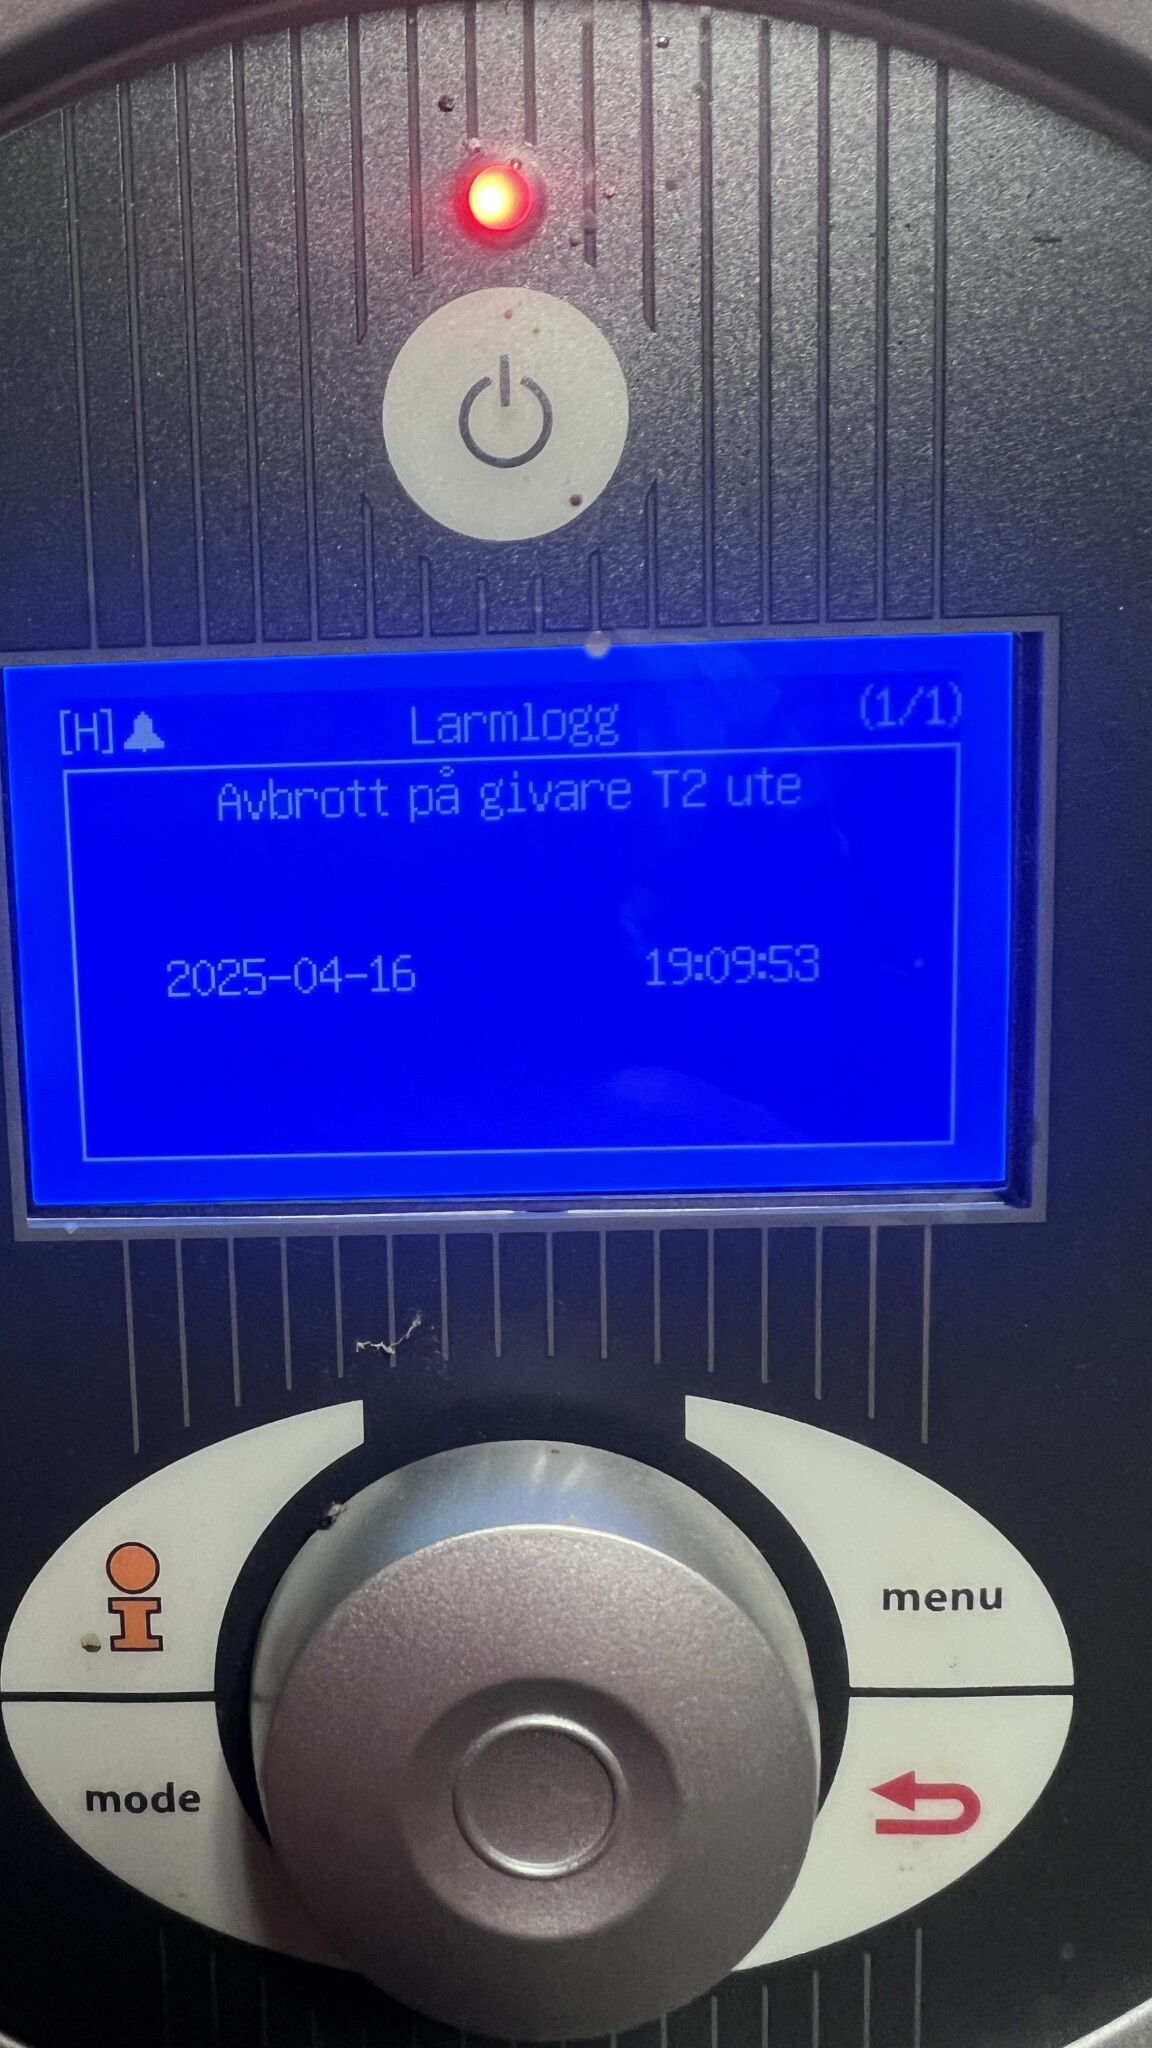 [H] Larmlogg (1/1)
Avbrott på givare T2 ute
2025-04-16 19:09:53
menu
mode